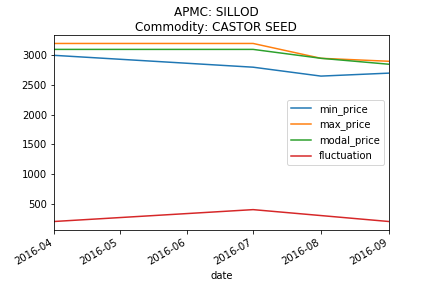 APMC: SILLOD
Commodity: CASTOR SEED
3000
2500
2000
1500
1000
500
min_price
max_price
modal_price
fluctuation
2016-04
2016-05
2016-06
2016-07
2016-08
2016-09
date